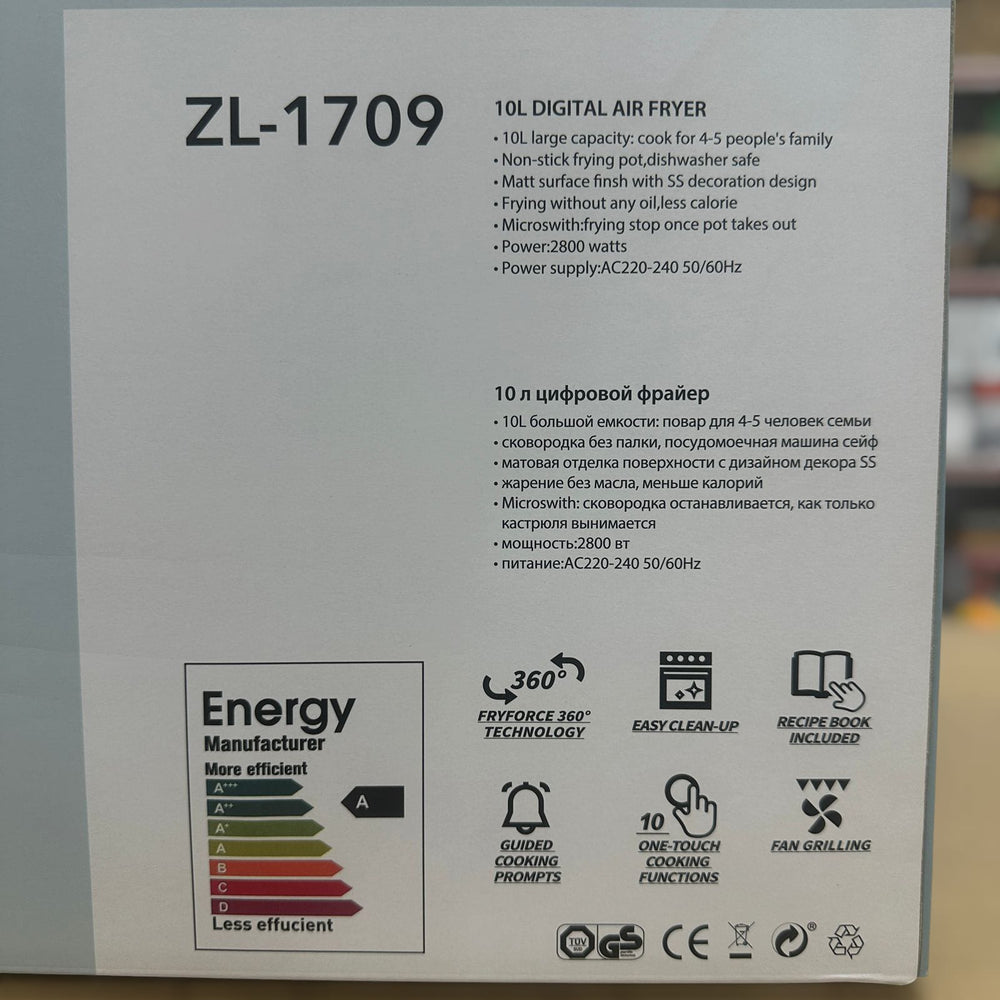 ZL-1709
10L DIGITAL AIR FRYER
• 10L large capacity: cook for 4-5 people's family
• Non-stick frying pot,dishwasher safe
• Matt surface finsh with SS decoration design
• Frying without any oil,less calorie
• Microswith:frying stop once pot takes out
• Power:2800 watts
• Power supply:AC220-240 50/60Hz
10 л цифровой фрайер
• 10L большой емкости: повар для 4-5 человек семьи
• сковородка без палки, посудомоечная машина сейф
• матовая отделка поверхности с дизайном декора SS
• жарение без масла, меньше калорий
• Microswith: сковородка останавливается, как только
кастрюля вынимается
• мощность:2800 вт
• питание:AC220-240 50/60Hz
Energy
Manufacturer
More efficient
A+++
A++
A+
A
B
C
D
A
Less effucient
360°
FRYFORCE 360°
TECHNOLOGY
EASY CLEAN-UP
RECIPE BOOK
INCLUDED
GUIDED
COOKING
PROMPTS
10
ONE-TOUCH
COOKING
FUNCTIONS
FAN GRILLING
TÜV
SÜD
GS
CE
®